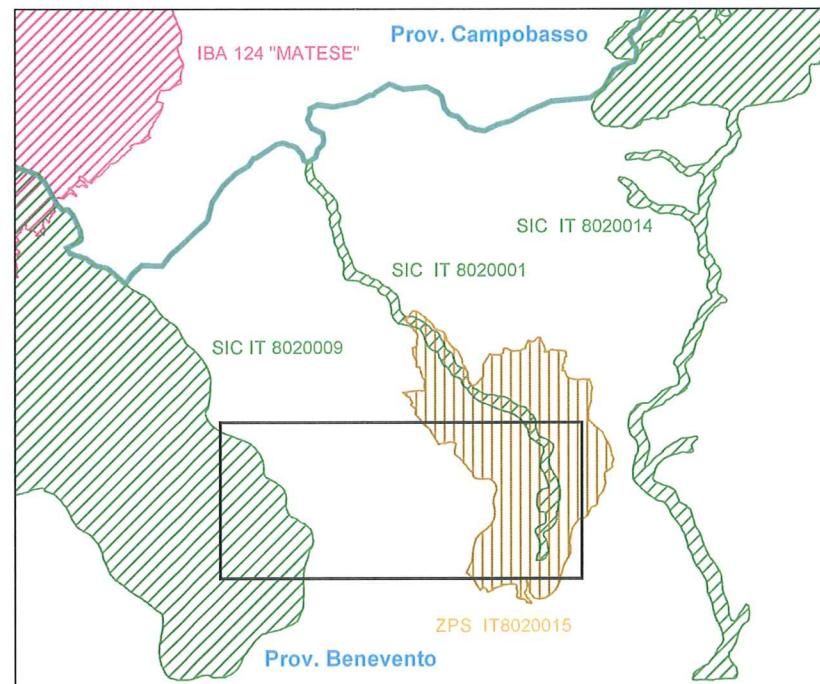 Prov. Campobasso
IBA 124 "MATESE"
SIC IT 8020014
SIC IT 8020001
SIC IT 8020009
ZPS IT8020015
Prov. Benevento